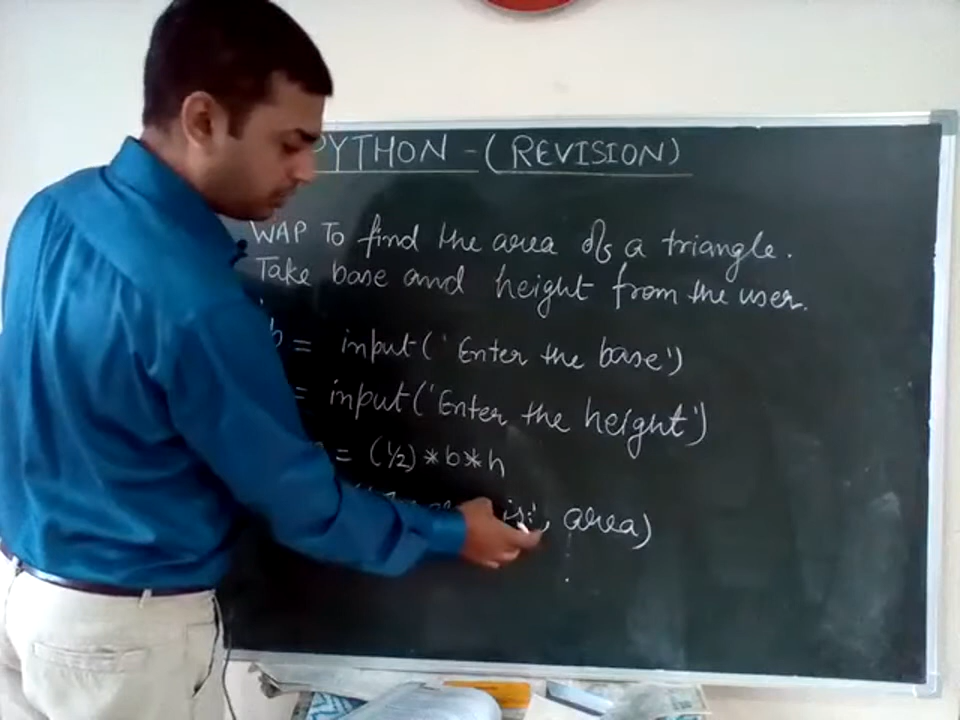 PYTHON - (REVISION)
WAP To find the area of a triangle.
Take base and height from the user.
b = input('Enter the base')
= input('Enter the height')
= (1/2) * b * h
is:', area)